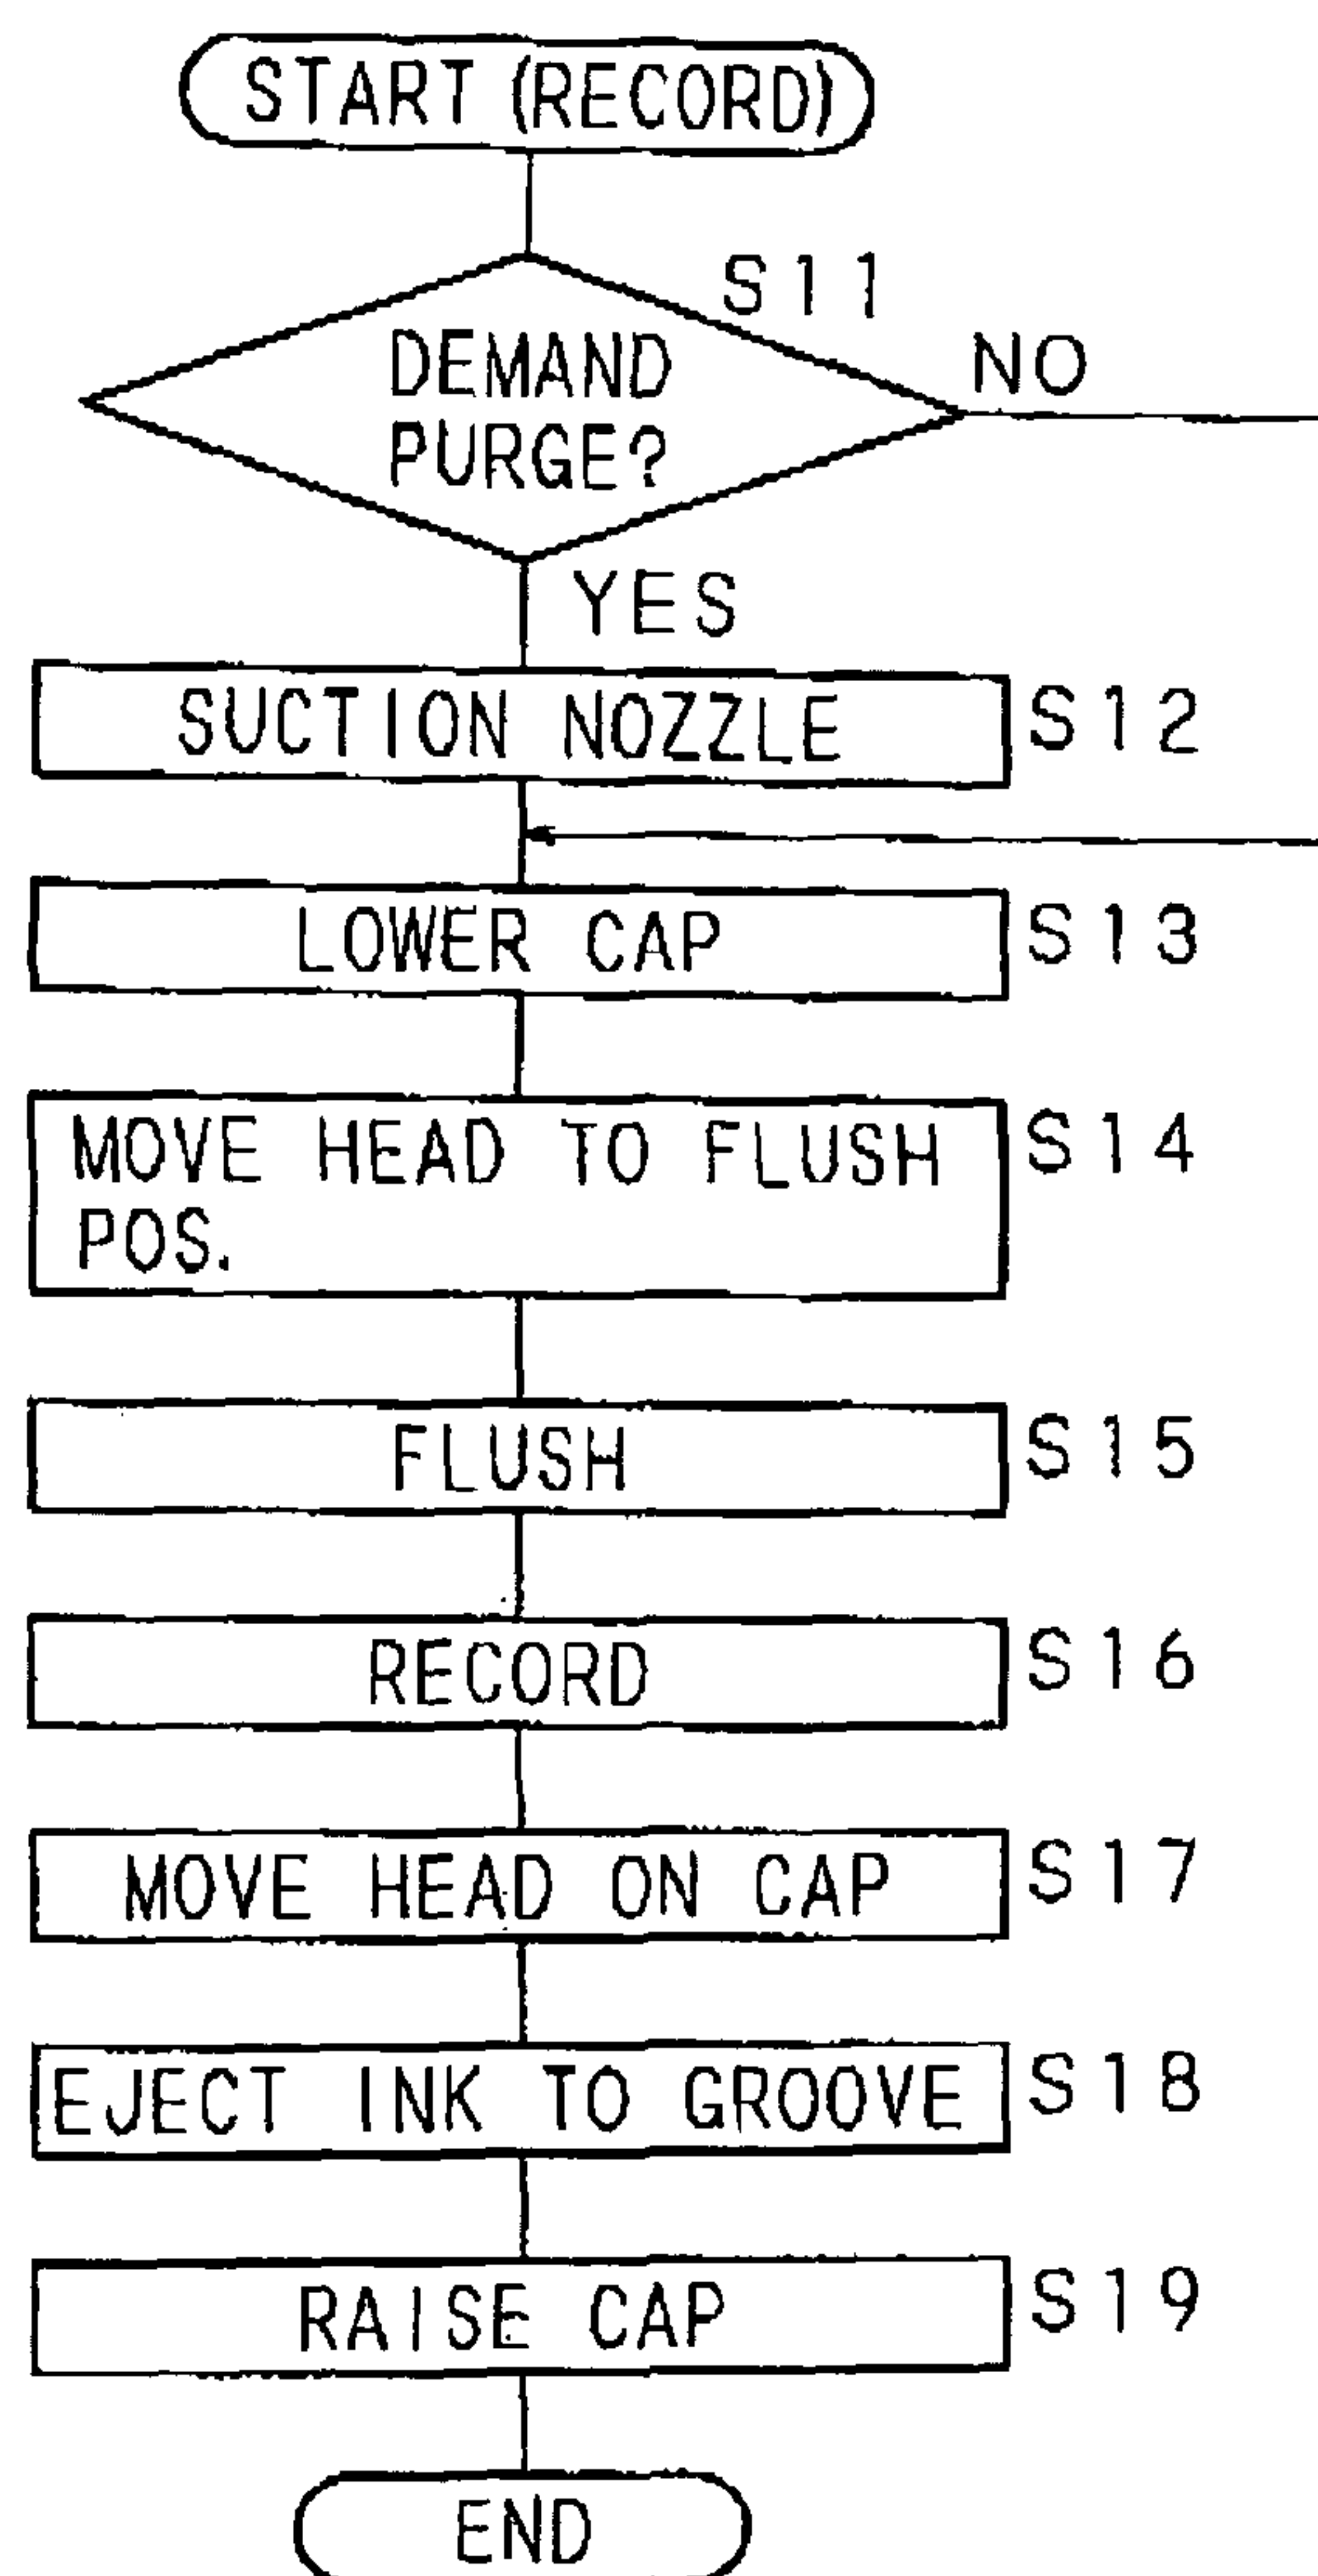 START (RECORD)
S11
DEMAND
PURGE?
NO
YES
SUCTION NOZZLE S12
LOWER CAP S13
MOVE HEAD TO FLUSH S14
POS.
FLUSH S15
RECORD S16
MOVE HEAD ON CAP S17
EJECT INK TO GROOVE S18
RAISE CAP S19
END